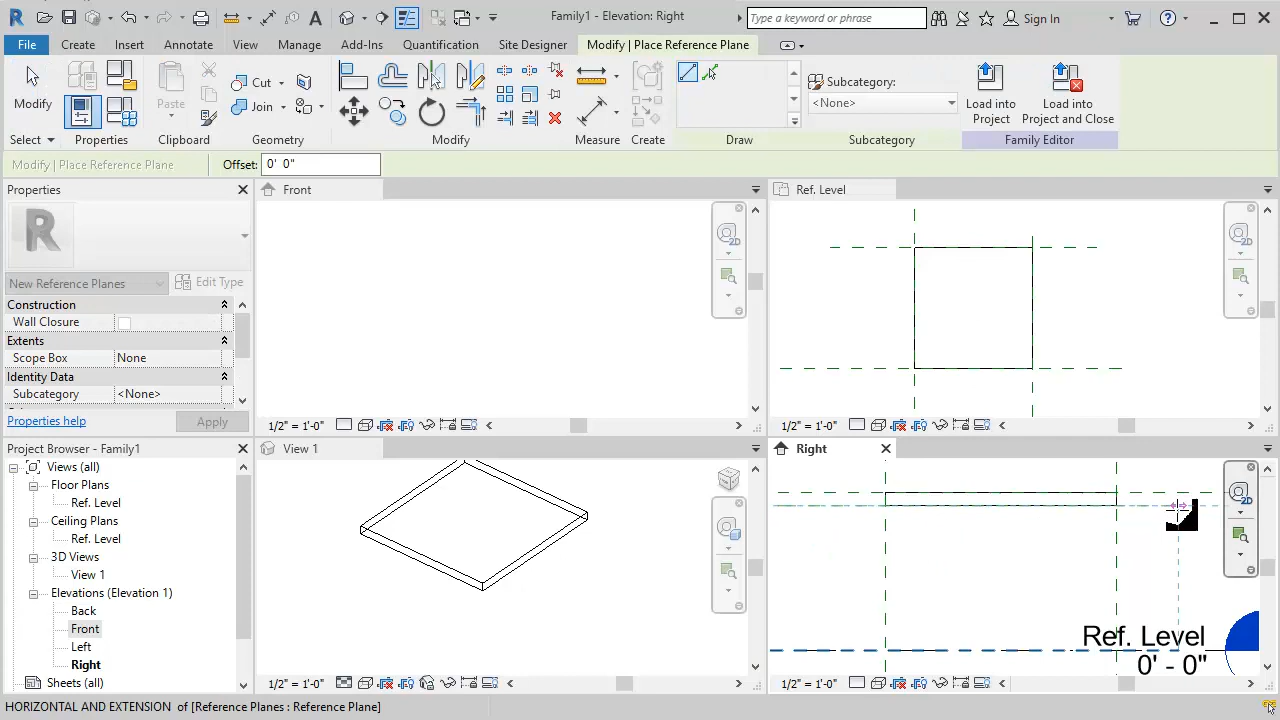 Family1 - Elevation: Right
Type a keyword or phrase
Sign In
File
Create
Insert
Annotate
View
Manage
Add-Ins
Quantification
Site Designer
Modify | Place Reference Plane
Modify
Paste
Cut
Join
Subcategory:
<None>
Load into
Project
Load into
Project and Close
Select
Properties
Clipboard
Geometry
Modify
Measure
Create
Draw
Subcategory
Family Editor
Modify | Place Reference Plane
Offset:
0' 0"
Properties
New Reference Planes
Edit Type
Construction
Wall Closure
Extents
Scope Box
None
Identity Data
Subcategory
<None>
Properties help
Apply
Front
2D
1/2" = 1'-0"
Ref. Level
2D
1/2" = 1'-0"
Project Browser - Family1
Views (all)
Floor Plans
Ref. Level
Ceiling Plans
Ref. Level
3D Views
View 1
Elevations (Elevation 1)
Back
Front
Left
Right
Sheets (all)
View 1
1/2" = 1'-0"
Right
2D
Ref. Level
0' - 0"
1/2" = 1'-0"
HORIZONTAL AND EXTENSION of [Reference Planes : Reference Plane]